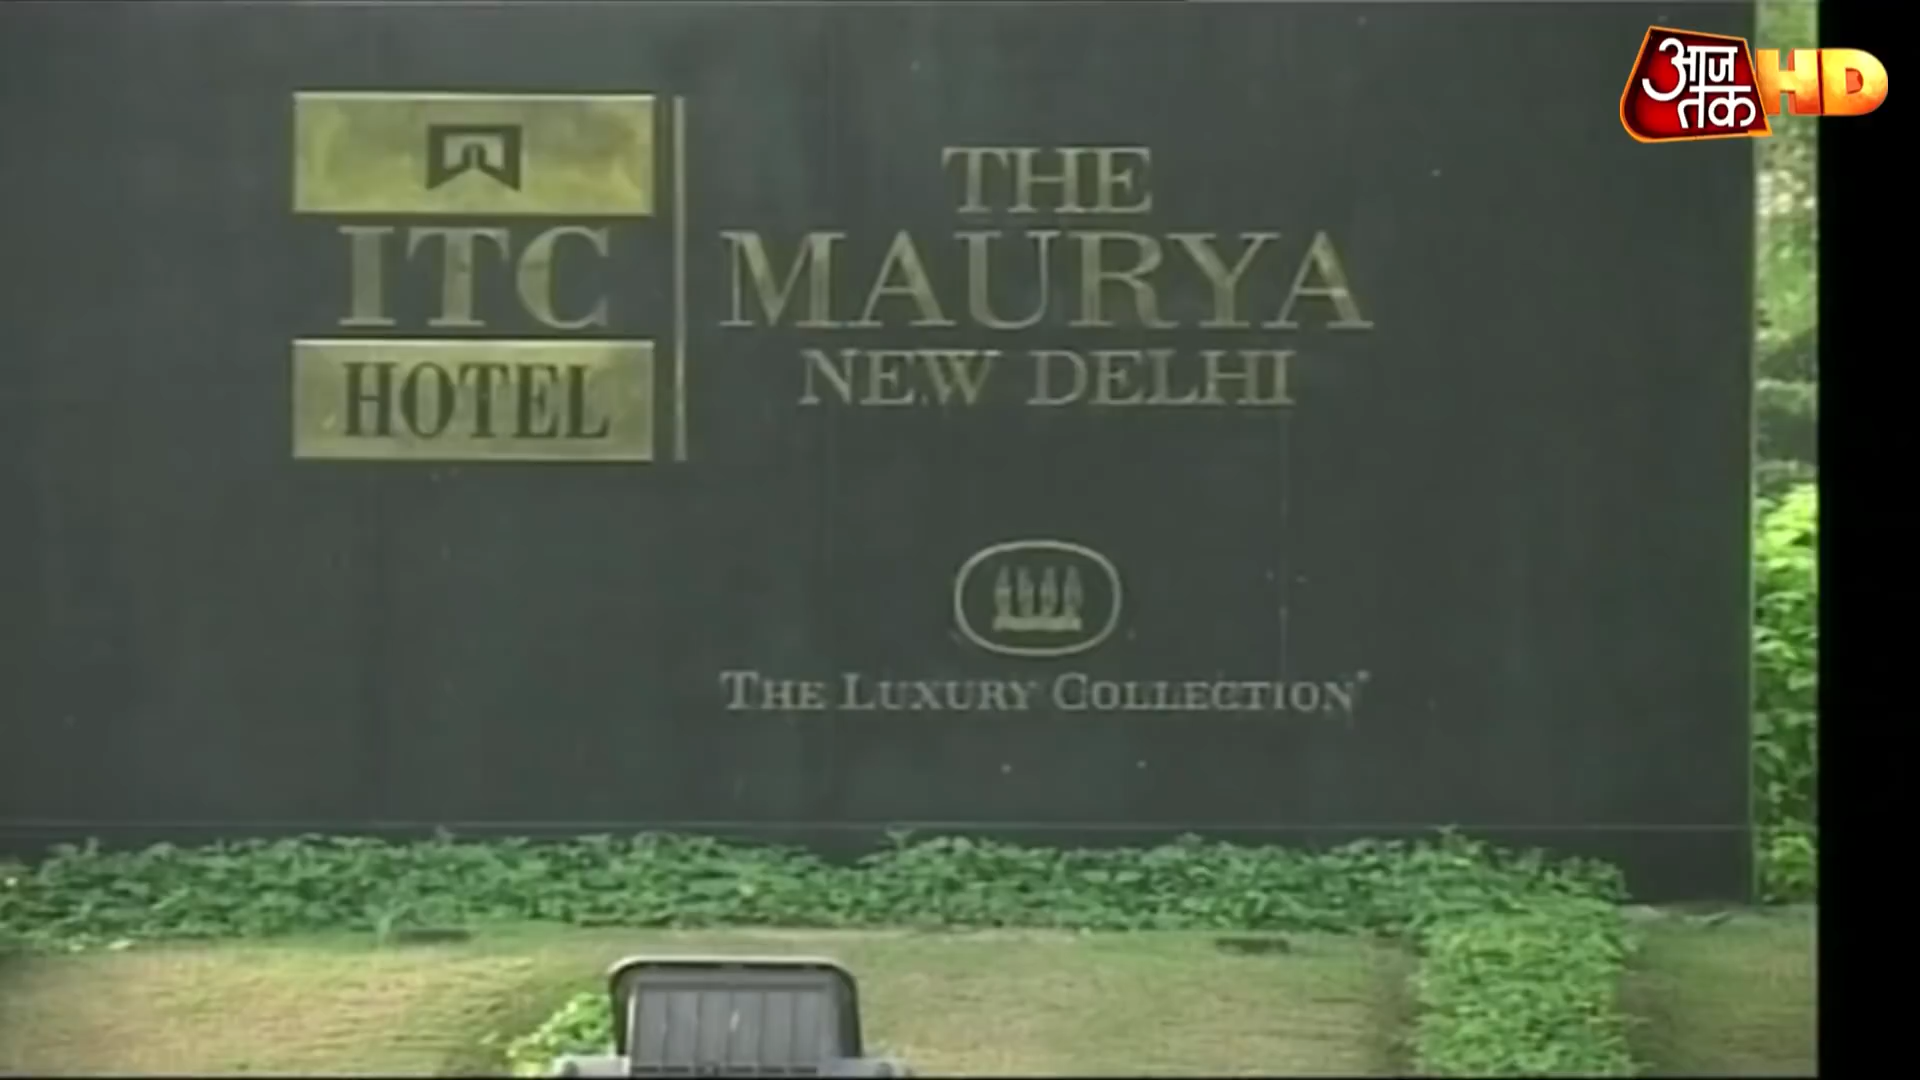 आज
तक HD
ITC
HOTEL
THE
MAURYA
NEW DELHI
THE LUXURY COLLECTION